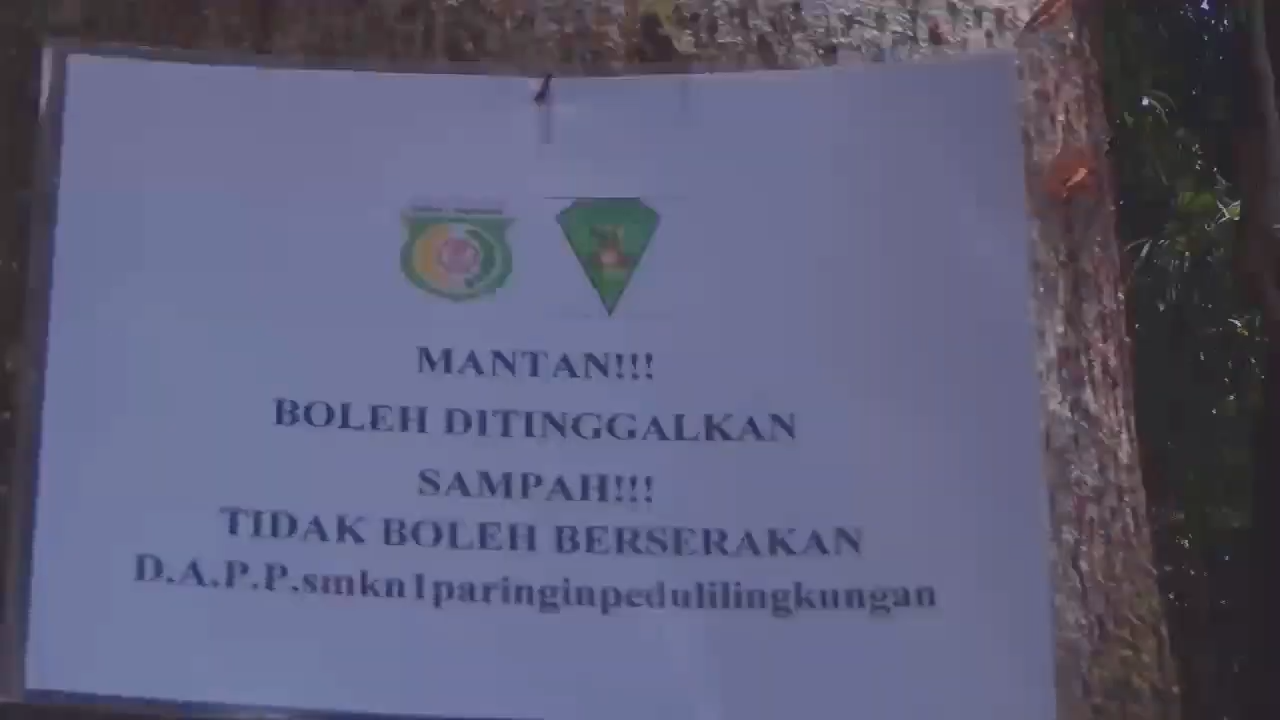 MANTAN!!!
BOLEH DITINGGALKAN
SAMPAH!!!
TIDAK BOLEH BERSERAKAN
D.A.P.P.smkn1paringinpedulilingkungan